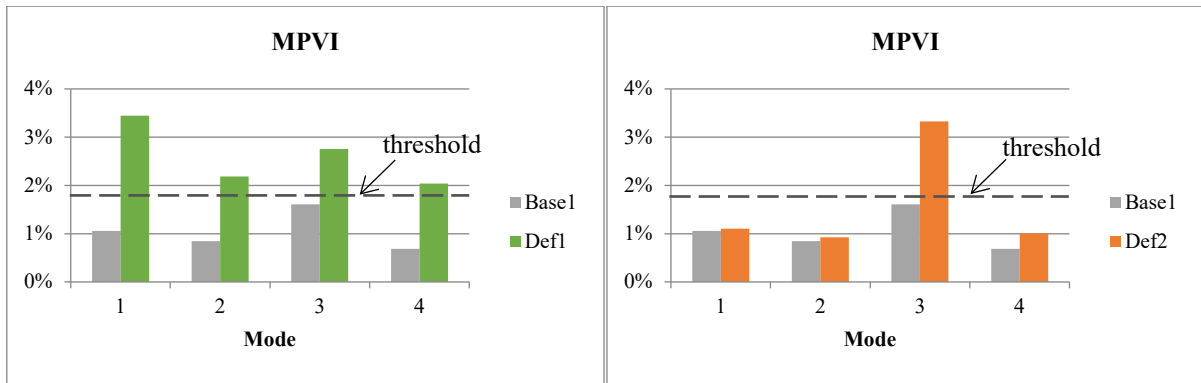 MPVI
4%
3%
2%
1%
0%
threshold
Base1
Def1
1 2 3 4
Mode
MPVI
4%
3%
2%
1%
0%
threshold
Base1
Def2
1 2 3 4
Mode